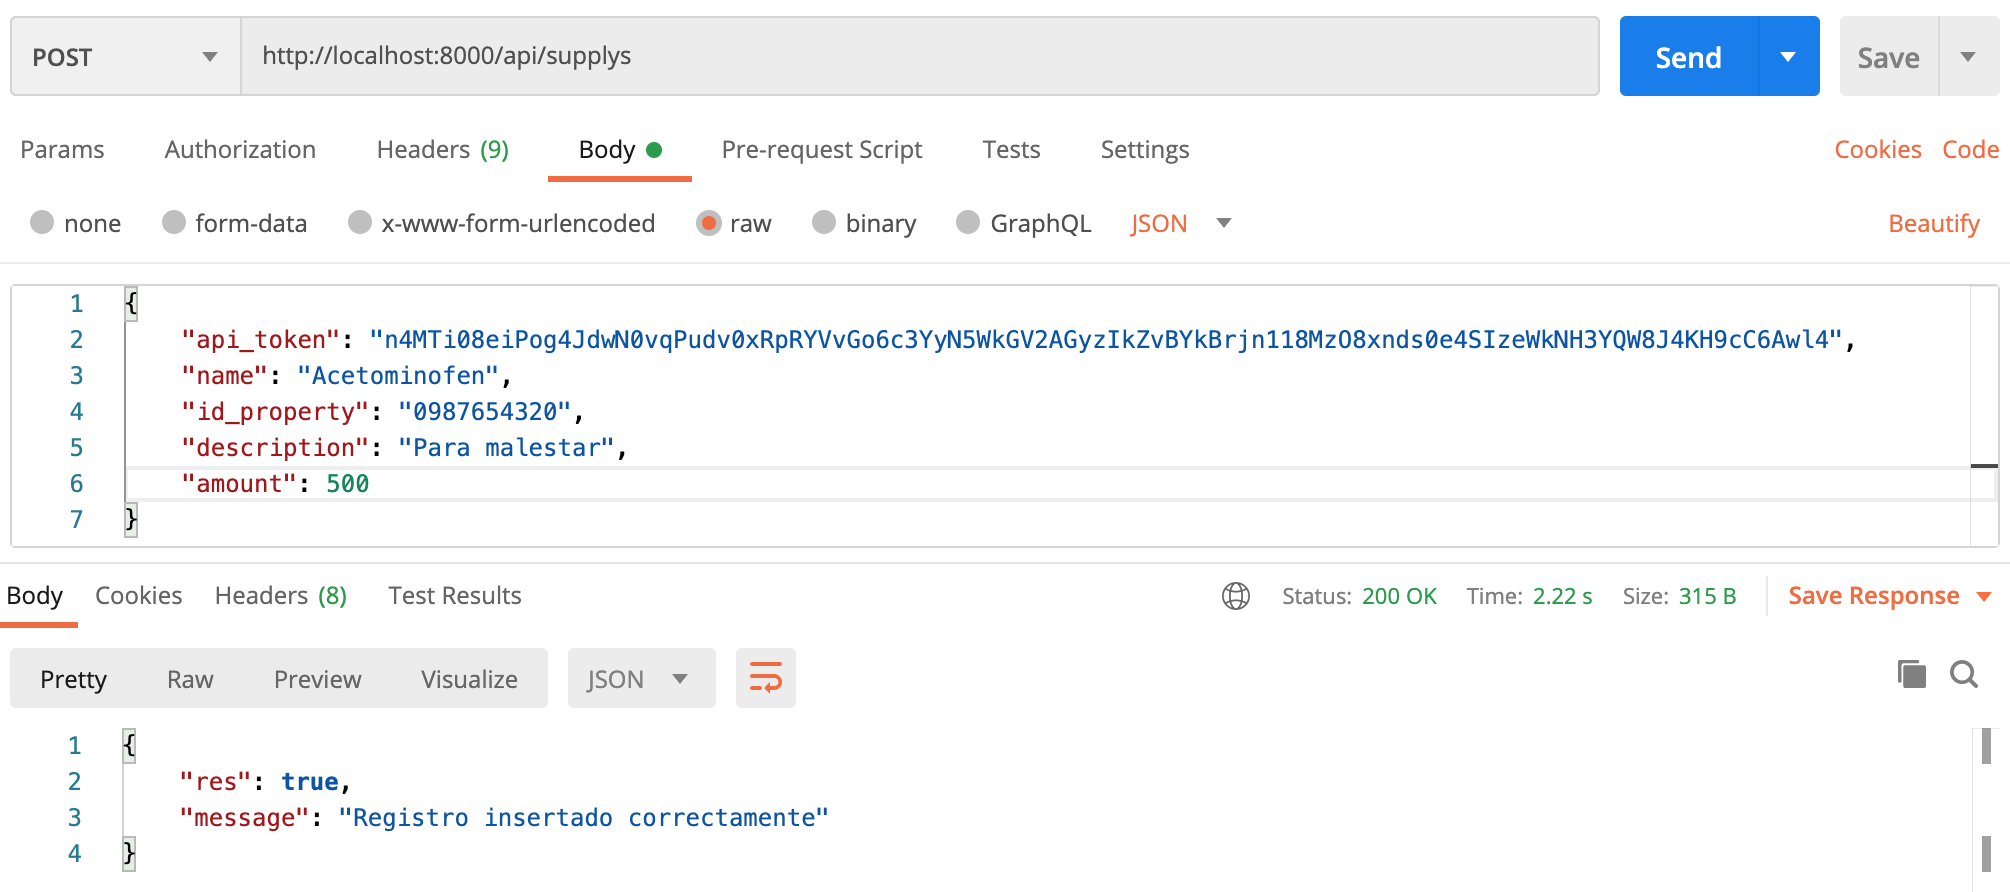 POST http://localhost:8000/api/supplys Send Save
Params Authorization Headers (9) Body Pre-request Script Tests Settings Cookies Code
none form-data x-www-form-urlencoded raw binary GraphQL JSON Beautify
1 {
2 "api_token": "n4MTi08eiPog4JdwN0vqPudv0xRpRYVvGo6c3YyN5WkGV2AGyzIkZvBYkBrjn118MzO8xnds0e4SIzeWkNH3YQW8J4KH9cC6Awl4",
3 "name": "Acetominofen",
4 "id_property": "0987654320",
5 "description": "Para malestar",
6 "amount": 500
7 }
Body Cookies Headers (8) Test Results Status: 200 OK Time: 2.22 s Size: 315 B Save Response
Pretty Raw Preview Visualize JSON
1 {
2 "res": true,
3 "message": "Registro insertado correctamente"
4 }